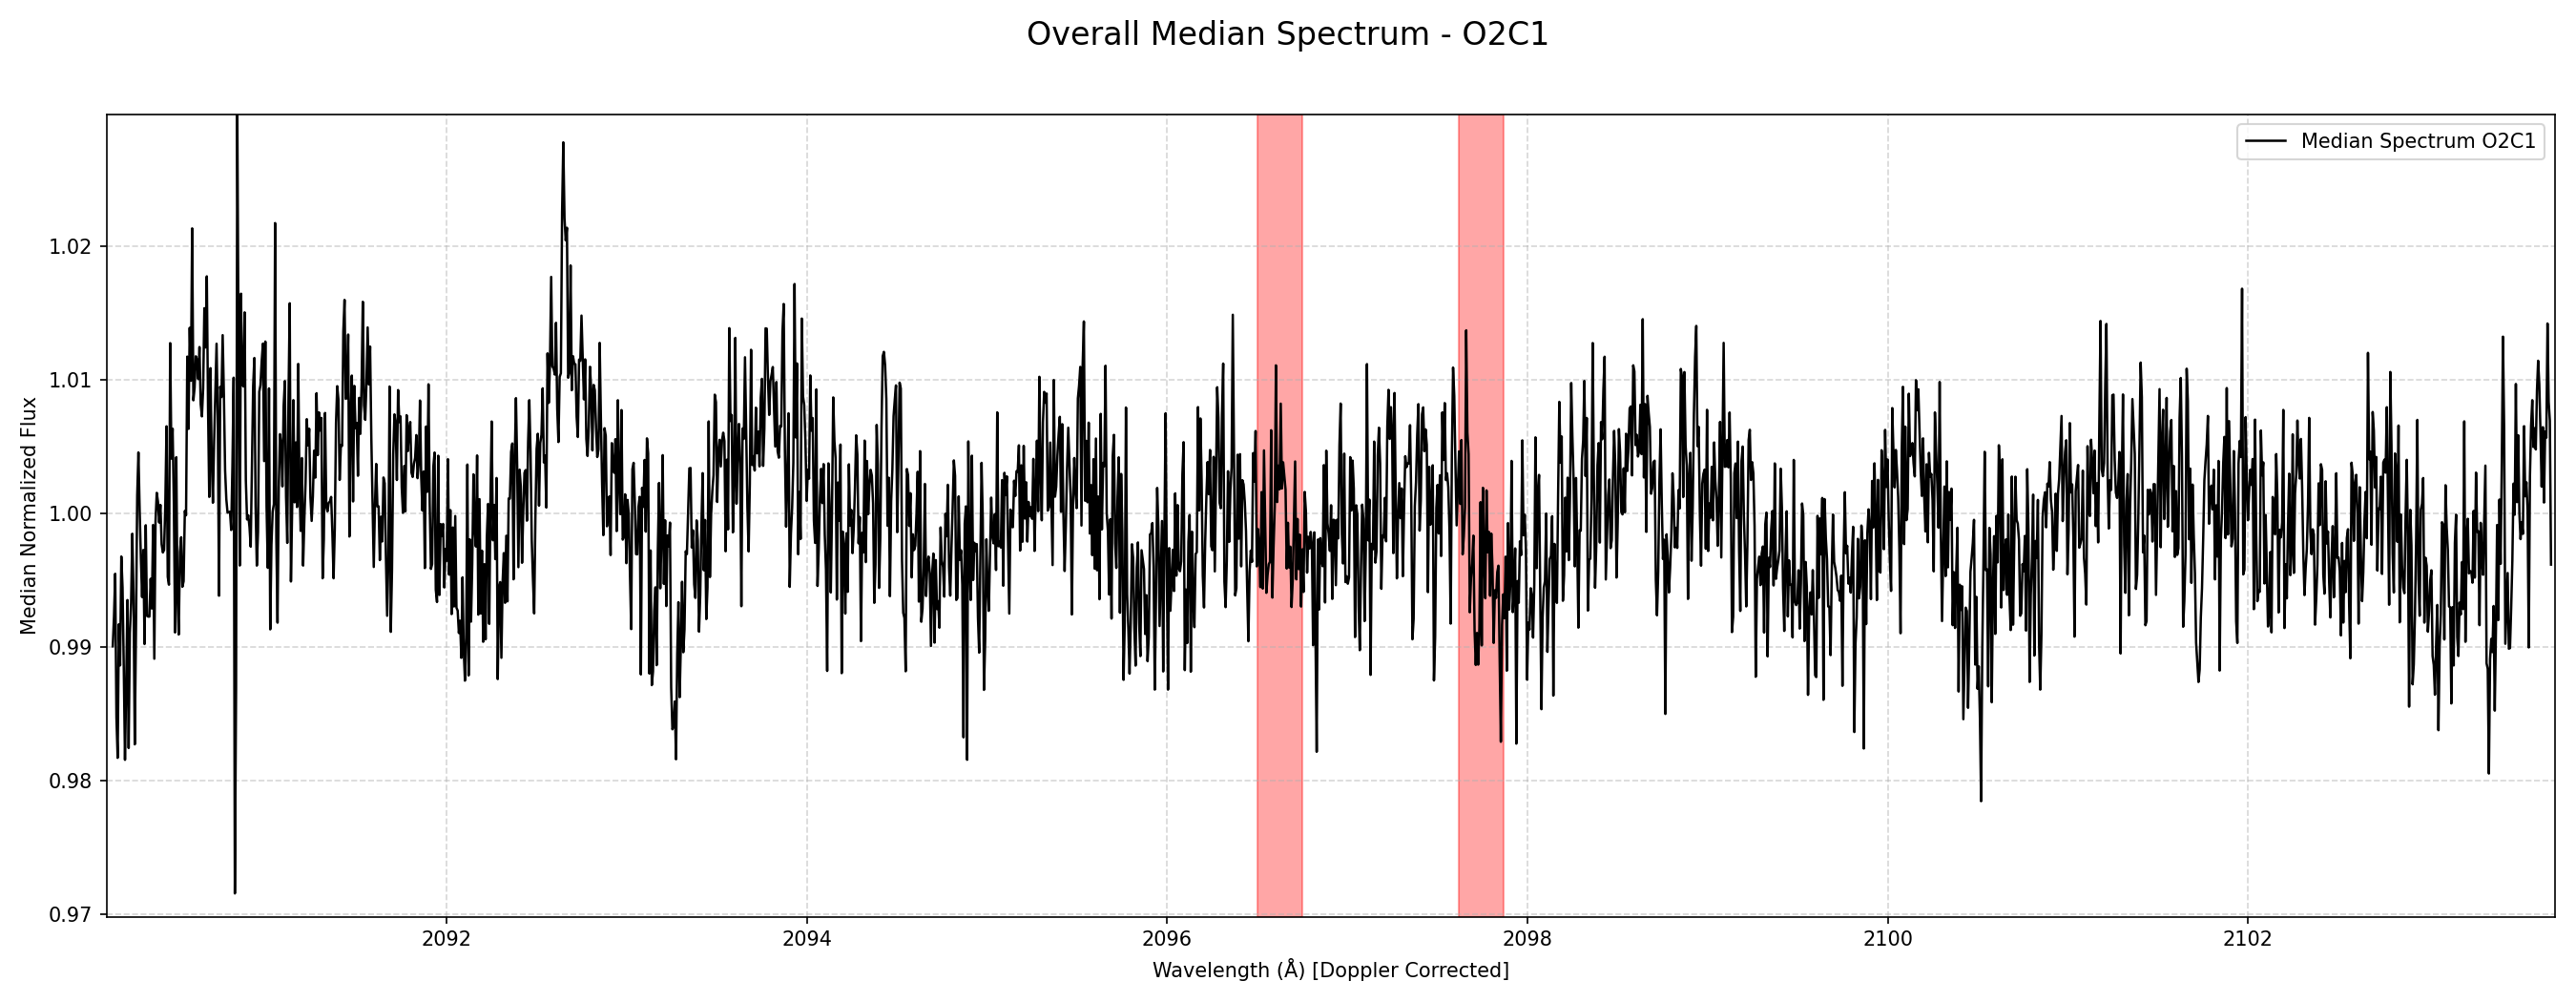 Overall Median Spectrum - O2C1
Median Spectrum O2C1
Median Normalized Flux
1.02
1.01
1.00
0.99
0.98
0.97
2092 2094 2096 2098 2100 2102
Wavelength (Å) [Doppler Corrected]